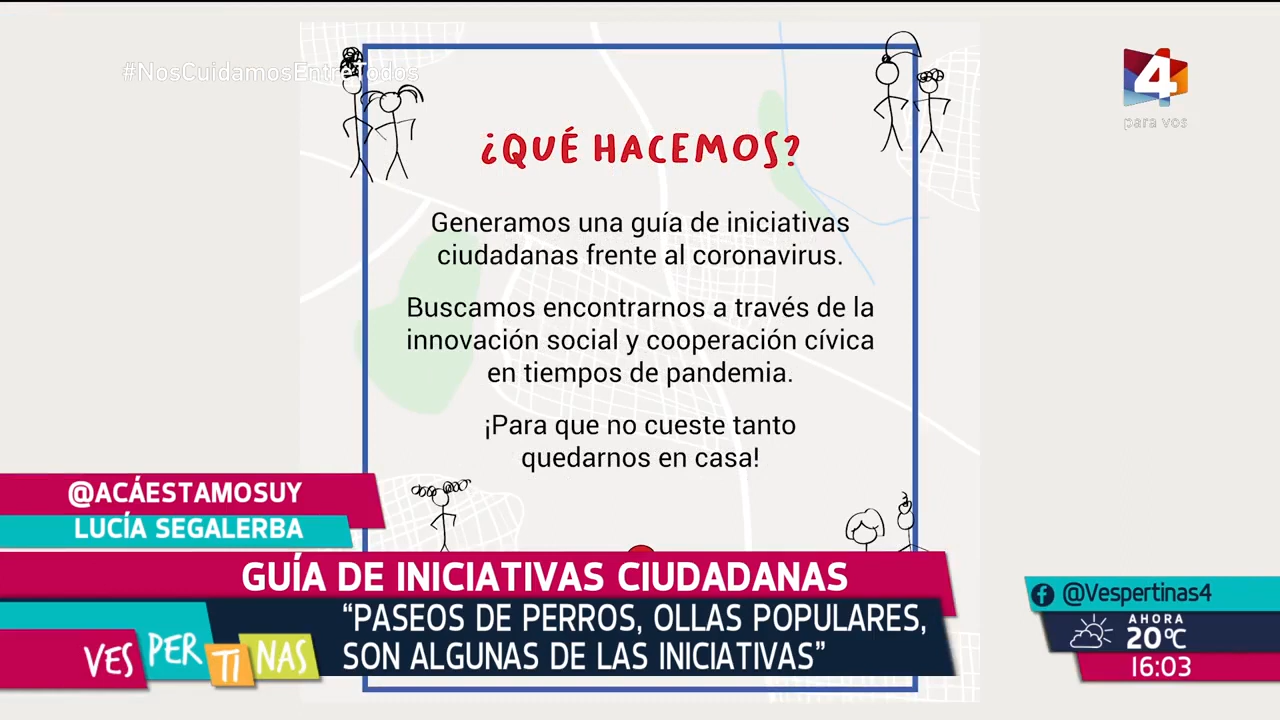 #NosCuidamosEntreTodos
4
para vos
¿QUÉ HACEMOS?
Generamos una guía de iniciativas
ciudadanas frente al coronavirus.
Buscamos encontrarnos a través de la
innovación social y cooperación cívica
en tiempos de pandemia.
¡Para que no cueste tanto
quedarnos en casa!
@ACÁESTAMOSUY
LUCÍA SEGALERBA
GUÍA DE INICIATIVAS CIUDADANAS
“PASEOS DE PERROS, OLLAS POPULARES,
SON ALGUNAS DE LAS INICIATIVAS”
VESPERTINAS
@Vespertinas4
AHORA
20ºC
16:03